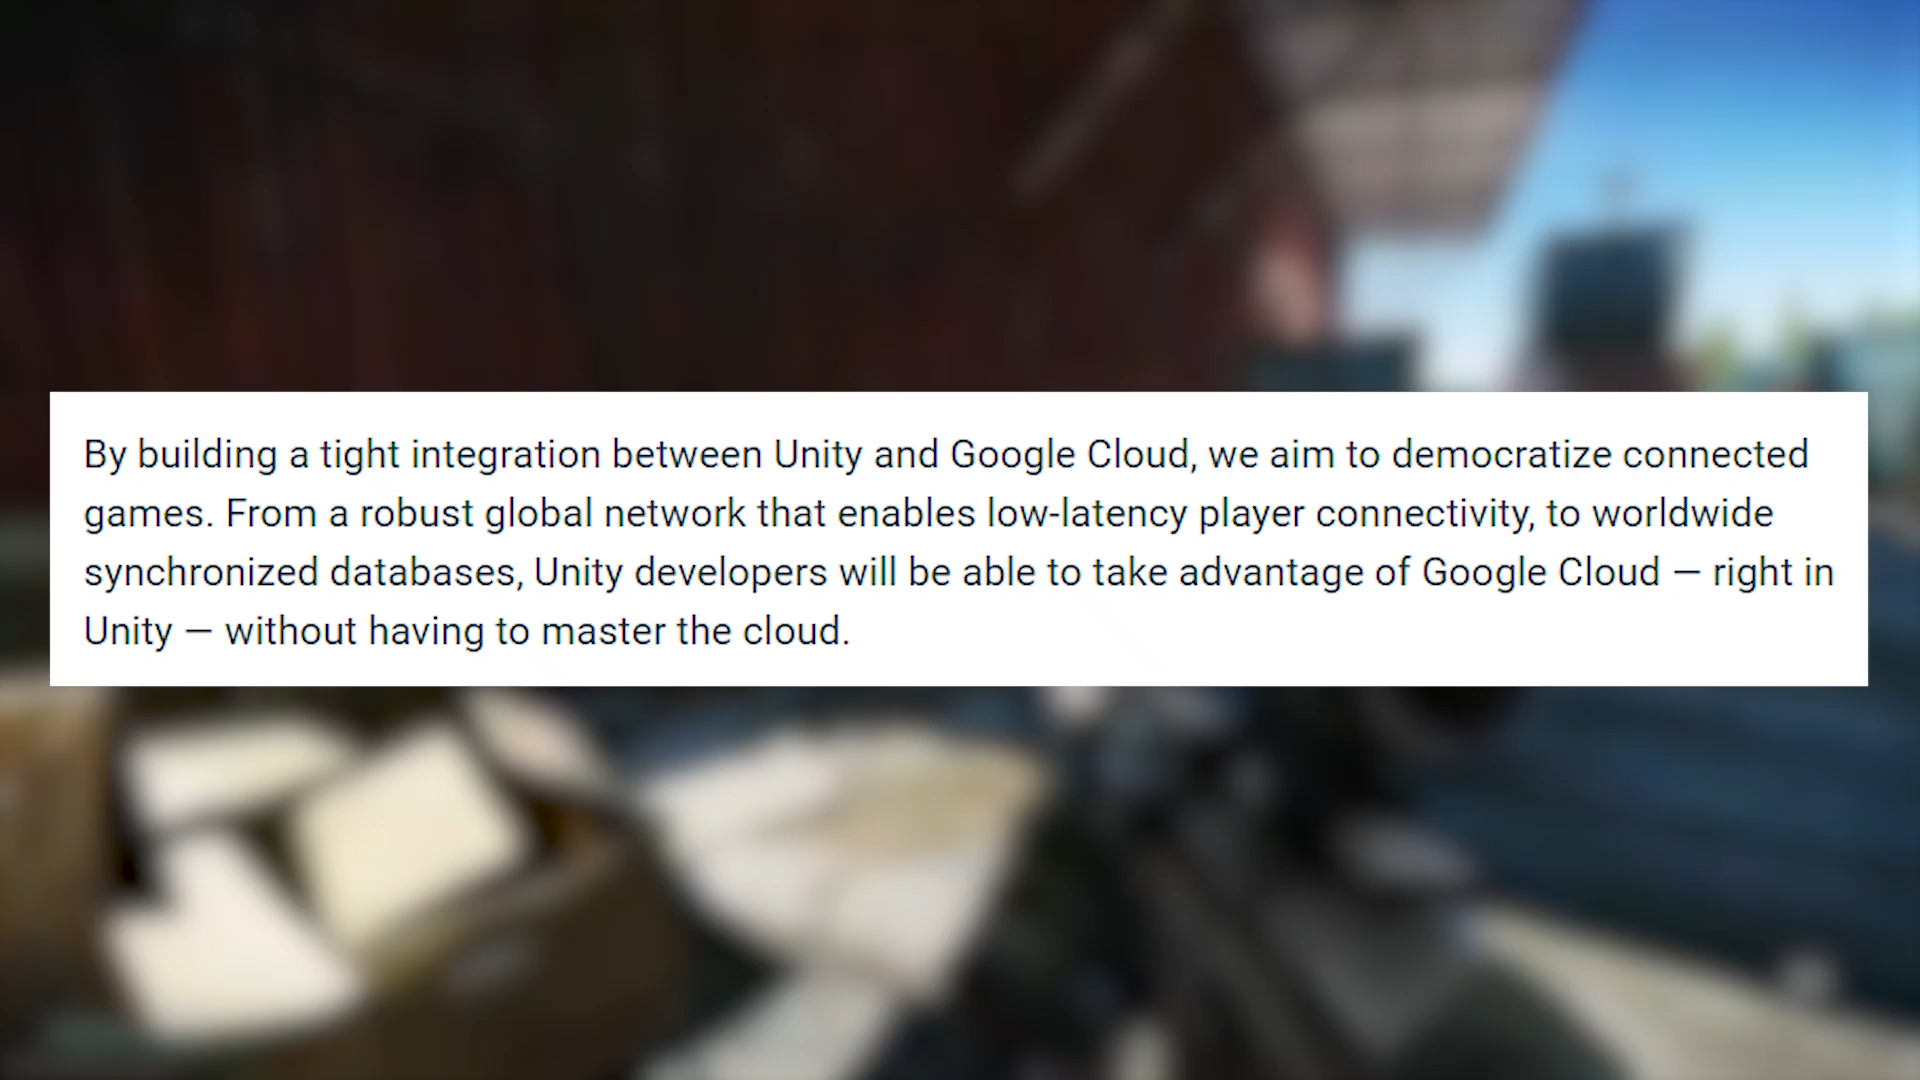 By building a tight integration between Unity and Google Cloud, we aim to democratize connected
games. From a robust global network that enables low-latency player connectivity, to worldwide
synchronized databases, Unity developers will be able to take advantage of Google Cloud — right in
Unity — without having to master the cloud.